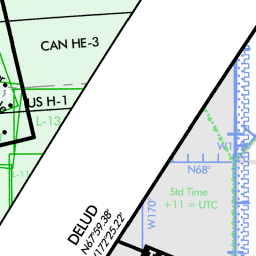 CAN HE-3
US H-1
L-13
L-11
W1
N68°
Std Time
+11 = UTC
W170°
DELUD
N67°59.38'
W172°25.22'